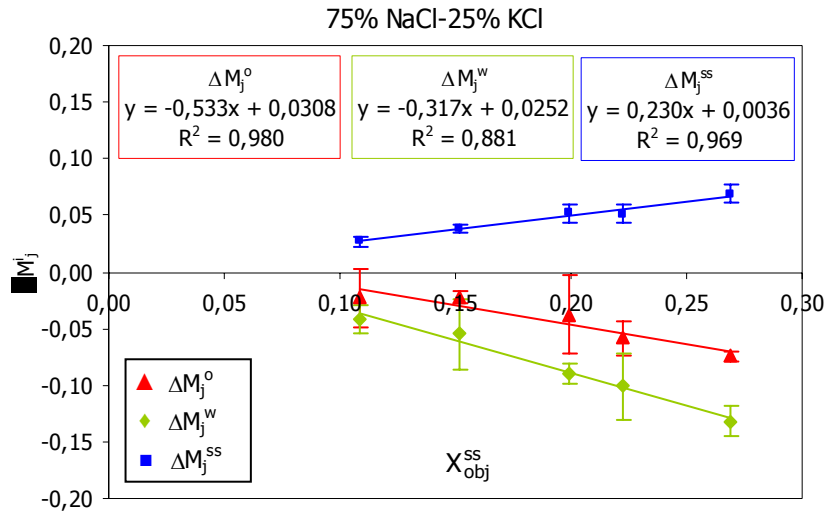 75% NaCl-25% KCl
0,20
0,15
0,10
0,05
0,00
-0,05
-0,10
-0,15
-0,20
ΔMⱼᵒ
y = -0,533x + 0,0308
R² = 0,980
ΔMⱼʷ
y = -0,317x + 0,0252
R² = 0,881
ΔMⱼˢˢ
y = 0,230x + 0,0036
R² = 0,969
█Mⱼⁱ
0,00 0,05 0,10 0,15 0,20 0,25 0,30
ΔMⱼᵒ
ΔMⱼʷ
ΔMⱼˢˢ
X_obj^ss